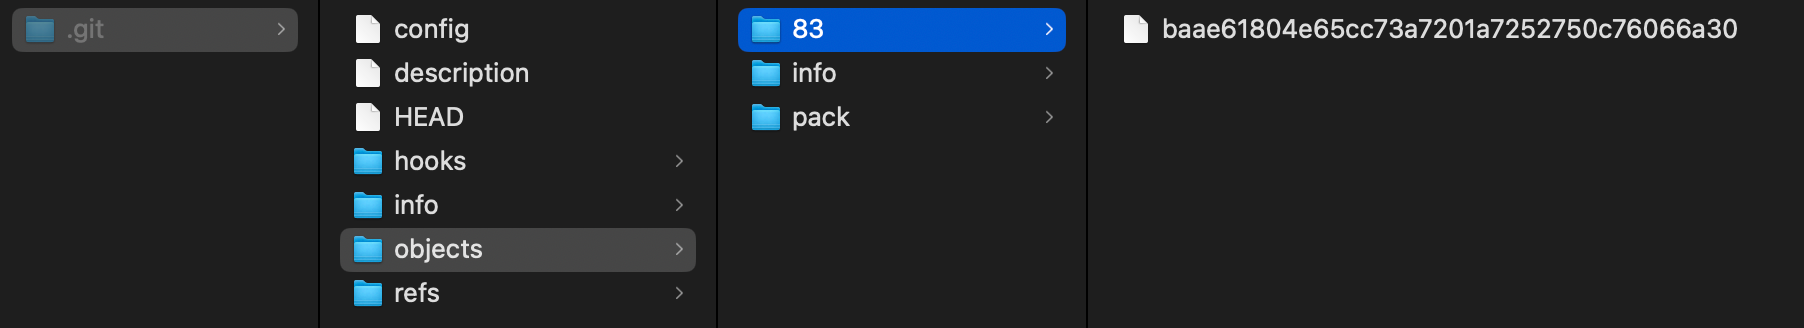 .git
config
description
HEAD
hooks
info
objects
refs
83
info
pack
baae61804e65cc73a7201a7252750c76066a30